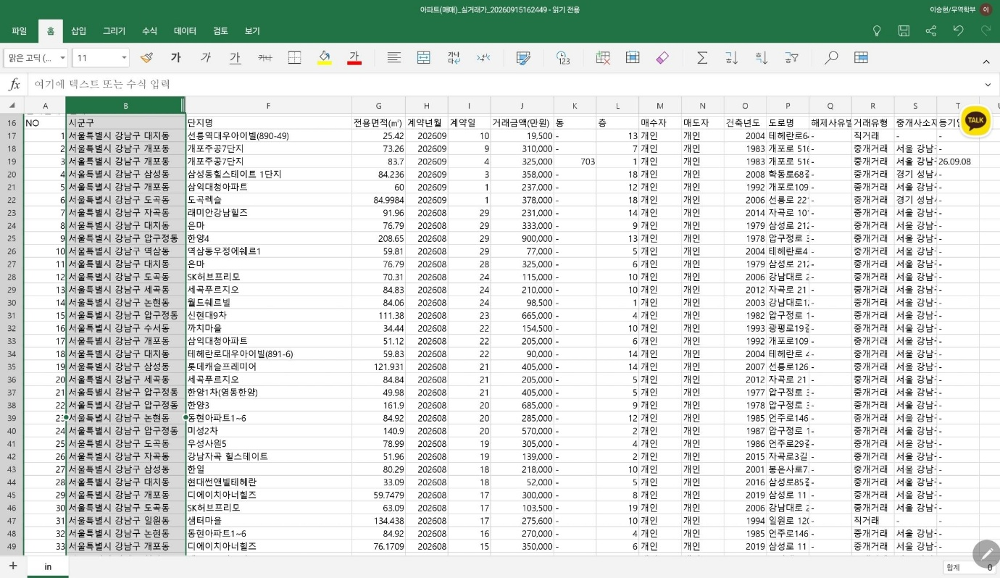 아파트(매매)_실거래가_20260915162449 - 읽기 전용
이승현/무역학부 이
파일 홈 삽입 그리기 수식 데이터 검토 보기
맑은 고딕 (... 11 가 가 가 가나 가 가나 다 123
fx 여기에 텍스트 또는 수식 입력
A B F G H I J K L M N O P Q R S T
16 NO 시군구 단지명 전용면적(㎡) 계약년월 계약일 거래금액(만원) 동 층 매수자 매도자 건축년도 도로명 해제사유발 거래유형 중개사소재 등기일
17 1 서울특별시 강남구 대치동 선릉역대우아이빌(890-49) 25.42 202609 10 19,500 - 13 개인 개인 2004 테헤란로64 - 직거래 - -
18 2 서울특별시 강남구 개포동 개포주공7단지 73.26 202609 9 310,000 - 7 개인 개인 1983 개포로 516 - 중개거래 서울 강남구 -
19 3 서울특별시 강남구 개포동 개포주공7단지 83.7 202609 4 325,000 703 1 개인 개인 1983 개포로 516 - 중개거래 서울 강남구 26.09.08
20 4 서울특별시 강남구 삼성동 삼성동힐스테이트 1단지 84.236 202609 3 358,000 - 18 개인 개인 2008 학동로68길 - 중개거래 경기 성남시 -
21 5 서울특별시 강남구 개포동 삼익대청아파트 60 202609 1 237,000 - 12 개인 개인 1992 개포로109 - 중개거래 서울 강남구 -
22 6 서울특별시 강남구 도곡동 도곡렉슬 84.9984 202609 1 378,000 - 18 개인 개인 2006 선릉로 221 - 중개거래 경기 성남시 -
23 7 서울특별시 강남구 자곡동 래미안강남힐즈 91.96 202608 29 231,000 - 14 개인 개인 2014 자곡로 101 - 중개거래 서울 강남구 -
24 8 서울특별시 강남구 대치동 은마 76.79 202608 29 333,000 - 9 개인 개인 1979 삼성로 212 - 중개거래 서울 강남구 -
25 9 서울특별시 강남구 압구정동 한양4 208.65 202608 29 900,000 - 13 개인 개인 1978 압구정로 3 - 중개거래 서울 강남구 -
26 10 서울특별시 강남구 역삼동 역삼동우정에쉐르1 59.81 202608 29 77,000 - 5 개인 개인 2004 테헤란로4 - 중개거래 서울 강남구 -
27 11 서울특별시 강남구 대치동 은마 76.79 202608 28 325,000 - 6 개인 개인 1979 삼성로 212 - 중개거래 서울 강남구 -
28 12 서울특별시 강남구 도곡동 SK허브프리모 70.31 202608 24 115,000 - 10 개인 개인 2006 강남대로 2 - 중개거래 서울 강남구 -
29 13 서울특별시 강남구 세곡동 세곡푸르지오 84.83 202608 24 210,000 - 10 개인 개인 2012 자곡로 21 - 중개거래 서울 강남구 -
30 14 서울특별시 강남구 논현동 월드쉐르빌 84.06 202608 24 98,500 - 1 개인 개인 2003 강남대로1 - 중개거래 서울 강남구 -
31 15 서울특별시 강남구 압구정동 신현대9차 111.38 202608 23 665,000 - 4 개인 개인 1982 압구정로 1 - 중개거래 서울 강남구 -
32 16 서울특별시 강남구 수서동 까치마을 34.44 202608 22 154,500 - 10 개인 개인 1993 광평로19길 - 중개거래 서울 강남구 -
33 17 서울특별시 강남구 개포동 삼익대청아파트 51.12 202608 22 205,000 - 6 개인 개인 1992 개포로109 - 중개거래 서울 강남구 -
34 18 서울특별시 강남구 대치동 테헤란로대우아이빌(891-6) 59.83 202608 22 90,000 - 14 개인 개인 2004 테헤란로 4 - 중개거래 서울 강남구 -
35 19 서울특별시 강남구 삼성동 롯데캐슬프레미어 121.931 202608 21 405,000 - 14 개인 개인 2007 선릉로126 - 중개거래 서울 강남구 -
36 20 서울특별시 강남구 세곡동 세곡푸르지오 84.84 202608 21 205,000 - 5 개인 개인 2012 자곡로 21 - 중개거래 서울 강남구 -
37 21 서울특별시 강남구 압구정동 한양1차(영동한양) 49.98 202608 21 405,000 - 5 개인 개인 1977 압구정로 3 - 중개거래 서울 강남구 -
38 22 서울특별시 강남구 압구정동 한양3 161.9 202608 20 685,000 - 9 개인 개인 1978 압구정로 3 - 중개거래 서울 강남구 -
39 23 서울특별시 강남구 논현동 동현아파트1~6 84.92 202608 20 285,000 - 12 개인 개인 1985 언주로146 - 중개거래 서울 강남구 -
40 24 서울특별시 강남구 압구정동 미성2차 140.9 202608 20 570,000 - 2 개인 개인 1987 압구정로 1 - 중개거래 서울 강남구 -
41 25 서울특별시 강남구 도곡동 우성사원5 78.99 202608 19 305,000 - 4 개인 개인 1986 언주로29길 - 중개거래 서울 강남구 -
42 26 서울특별시 강남구 자곡동 강남자곡 힐스테이트 51.96 202608 19 139,000 - 2 개인 개인 2015 자곡로3길 - 중개거래 서울 강남구 -
43 27 서울특별시 강남구 삼성동 한일 80.29 202608 18 218,000 - 10 개인 개인 2001 봉은사로7 - 중개거래 서울 강남구 -
44 28 서울특별시 강남구 대치동 현대썬앤빌테헤란 33.09 202608 18 52,000 - 5 개인 개인 2016 삼성로85길 - 중개거래 서울 강남구 -
45 29 서울특별시 강남구 개포동 디에이치아너힐즈 59.7479 202608 17 300,000 - 8 개인 개인 2019 삼성로 11 - 중개거래 서울 강남구 -
46 30 서울특별시 강남구 도곡동 SK허브프리모 63.09 202608 17 103,500 - 19 개인 개인 2006 강남대로 2 - 중개거래 서울 강남구 -
47 31 서울특별시 강남구 일원동 샘터마을 134.438 202608 17 275,600 - 10 개인 개인 1994 일원로 120 - 직거래 - -
48 32 서울특별시 강남구 논현동 동현아파트1~6 84.92 202608 16 270,000 - 4 개인 개인 1985 언주로146 - 중개거래 서울 강남구 -
49 33 서울특별시 강남구 개포동 디에이치아너힐즈 76.1709 202608 15 350,000 - 6 개인 개인 2019 삼성로 11 - 중개거래 서울 강남구 -
TALK
+ in
합계 0